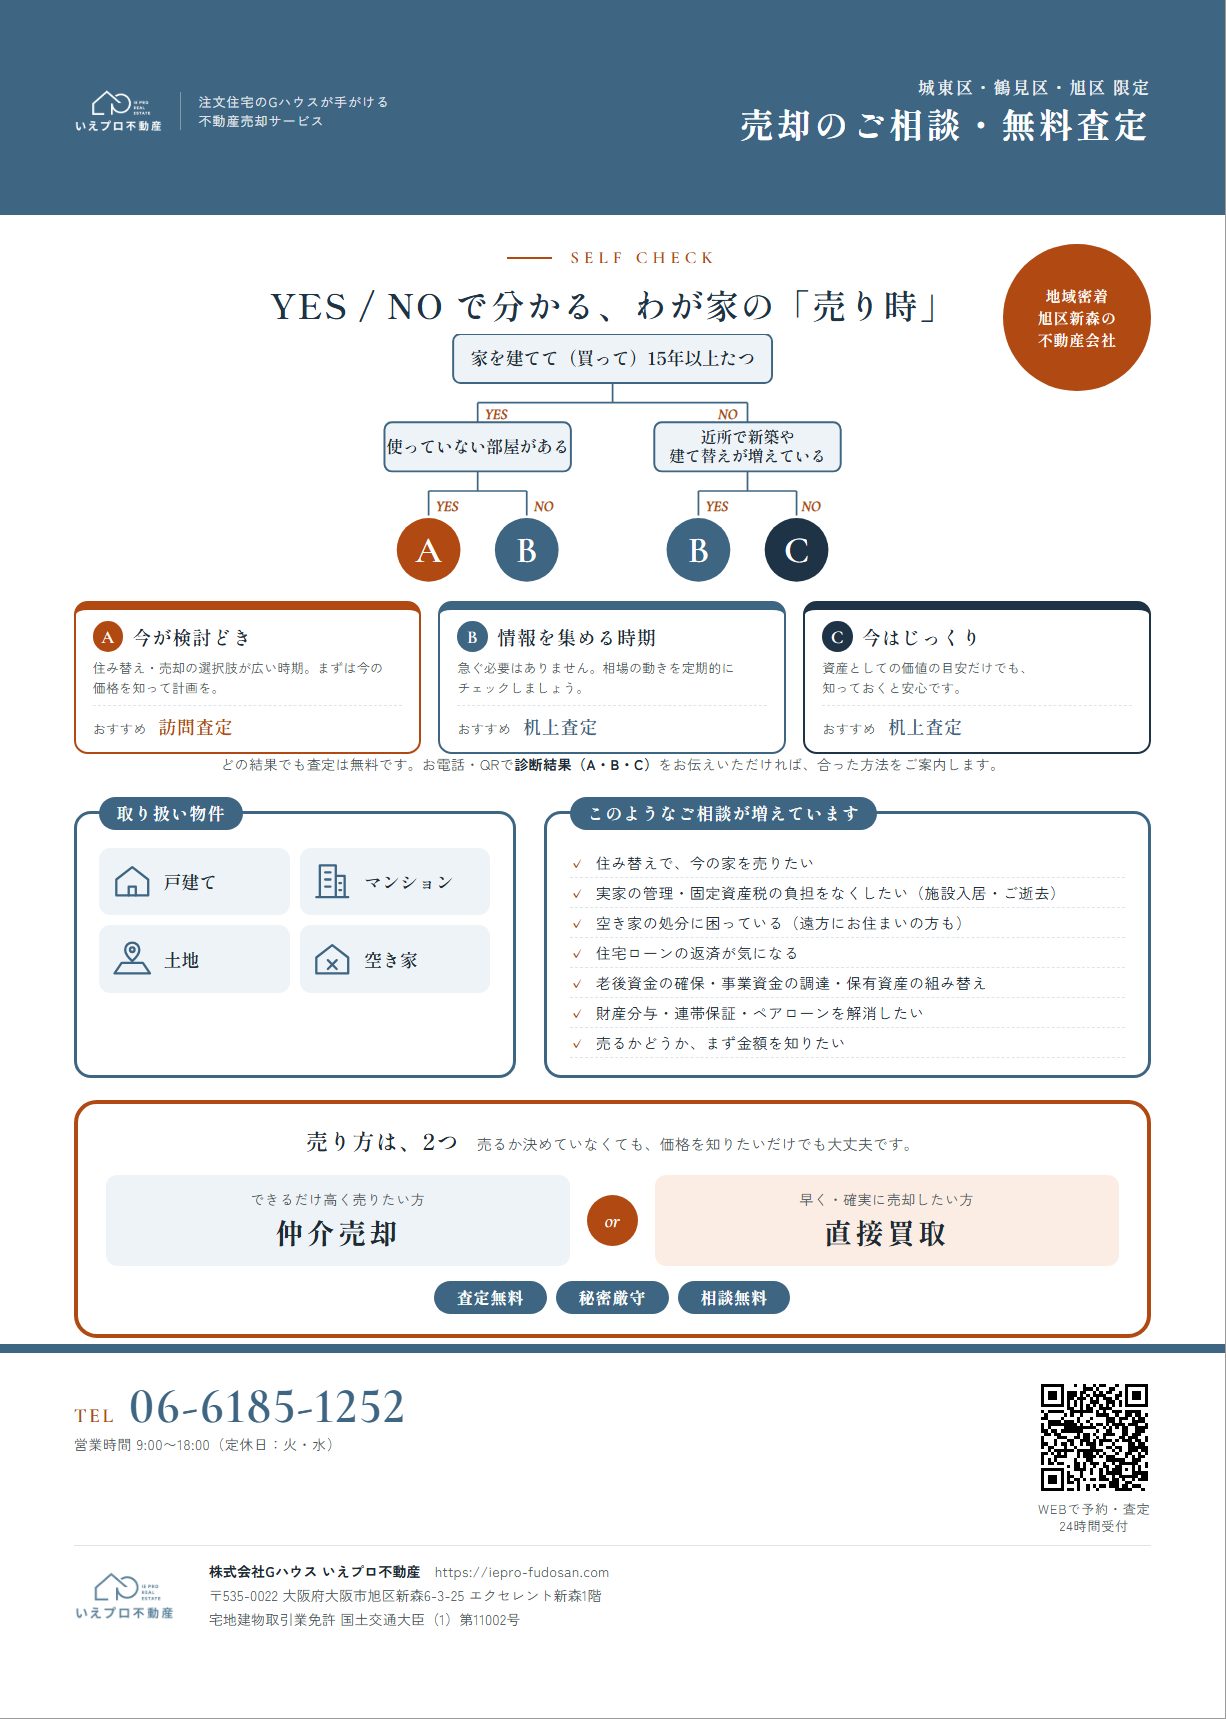 IE PRO
REAL
ESTATE
いえプロ不動産
注文住宅のGハウスが手がける
不動産売却サービス
城東区・鶴見区・旭区 限定
売却のご相談・無料査定
SELF CHECK
YES / NO で分かる、わが家の「売り時」
地域密着
旭区新森の
不動産会社
家を建てて（買って）15年以上たつ
YES
NO
使っていない部屋がある
近所で新築や
建て替えが増えている
YES
NO
YES
NO
A
B
B
C
A 今が検討どき
住み替え・売却の選択肢が広い時期。まずは今の
価格を知って計画を。
おすすめ 訪問査定
B 情報を集める時期
急ぐ必要はありません。相場の動きを定期的に
チェックしましょう。
おすすめ 机上査定
C 今はじっくり
資産としての価値の目安だけでも、
知っておくと安心です。
おすすめ 机上査定
どの結果でも査定は無料です。お電話・QRで診断結果（A・B・C）をお伝えいただければ、合った方法をご案内します。
取り扱い物件
戸建て
マンション
土地
空き家
このようなご相談が増えています
✓ 住み替えで、今の家を売りたい
✓ 実家の管理・固定資産税の負担をなくしたい（施設入居・ご逝去）
✓ 空き家の処分に困っている（遠方にお住まいの方も）
✓ 住宅ローンの返済が気になる
✓ 老後資金の確保・事業資金の調達・保有資産の組み替え
✓ 財産分与・連帯保証・ペアローンを解消したい
✓ 売るかどうか、まず金額を知りたい
売り方は、2つ 売るか決めていなくても、価格を知りたいだけでも大丈夫です。
できるだけ高く売りたい方
仲介売却
or
早く・確実に売却したい方
直接買取
査定無料
秘密厳守
相談無料
TEL 06-6185-1252
営業時間 9:00〜18:00（定休日：火・水）
WEBで予約・査定
24時間受付
IE PRO
REAL
ESTATE
いえプロ不動産
株式会社Gハウス いえプロ不動産 https://iepro-fudosan.com
〒535-0022 大阪府大阪市旭区新森6-3-25 エクセレント新森1階
宅地建物取引業免許 国土交通大臣（1）第11002号